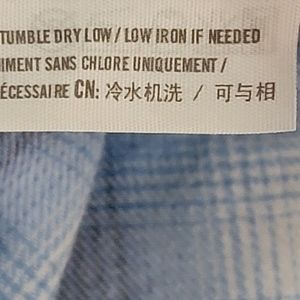 TUMBLE DRY LOW / LOW IRON IF NEEDED
IMENT SANS CHLORE UNIQUEMENT /
ÉCESSAIRE CN: 冷水机洗 / 可与相